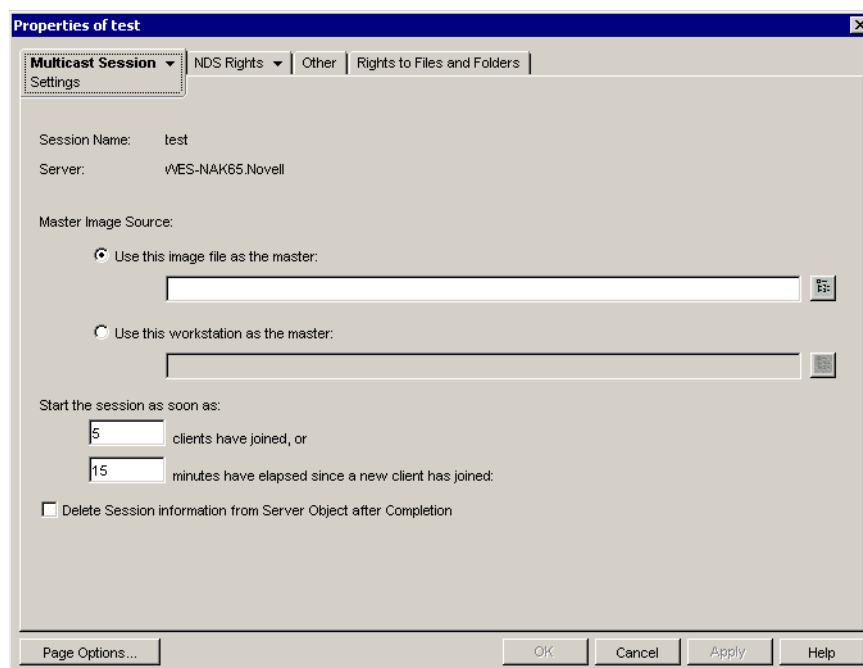 Properties of test
Multicast Session NDS Rights Other Rights to Files and Folders
Settings
Session Name: test
Server: WES-NAK65.Novell
Master Image Source:
Use this image file as the master:
Use this workstation as the master:
Start the session as soon as:
5 clients have joined, or
15 minutes have elapsed since a new client has joined:
Delete Session information from Server Object after Completion
Page Options... OK Cancel Apply Help